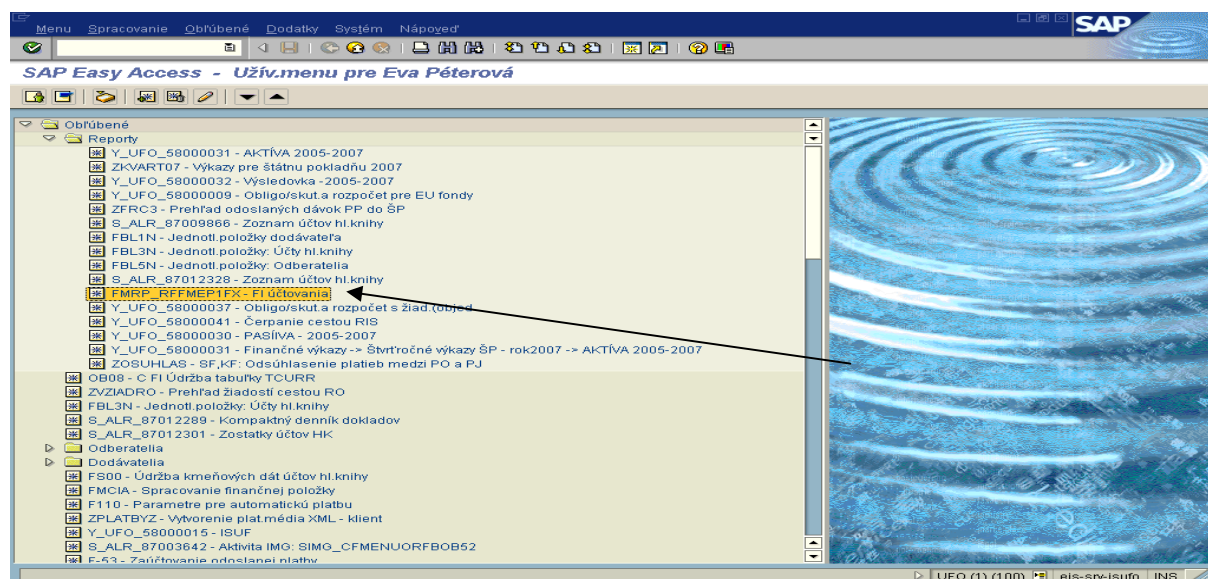 Menu Spracovanie Obľúbené Dodatky Systém Nápoveď
SAP
SAP Easy Access - Užív.menu pre Eva Péterová
Obľúbené
Reporty
Y_UFO_58000031 - AKTÍVA 2005-2007
ZKVART07 - Výkazy pre štátnu pokladňu 2007
Y_UFO_58000032 - Výsledovka -2005-2007
Y_UFO_58000009 - Obligo/skut.a rozpočet pre EU fondy
ZFRC3 - Prehľad odoslaných dávok PP do ŠP
S_ALR_87009866 - Zoznam účtov hl.knihy
FBL1N - Jednotl.položky dodávateľa
FBL3N - Jednotl.položky: Účty hl.knihy
FBL5N - Jednotl.položky: Odberatelia
S_ALR_87012328 - Zoznam účtov hl.knihy
FMRP_RFFMEP1FX - FI účtovania
Y_UFO_58000037 - Obligo/skut.a rozpočet s žiad.(objed
Y_UFO_58000041 - Čerpanie cestou RIS
Y_UFO_58000030 - PASÍIVA - 2005-2007
Y_UFO_58000031 - Finančné výkazy -> Štvrťročné výkazy ŠP - rok2007 -> AKTÍVA 2005-2007
ZOSUHLAS - SF,KF: Odsúhlasenie platieb medzi PO a PJ
OB08 - C FI Údržba tabuľky TCURR
ZVZIADRO - Prehľad žiadostí cestou RO
FBL3N - Jednotl.položky: Účty hl.knihy
S_ALR_87012289 - Kompaktný denník dokladov
S_ALR_87012301 - Zostatky účtov HK
Odberatelia
Dodávatelia
FS00 - Údržba kmeňových dát účtov hl.knihy
FMCIA - Spracovanie finančnej položky
F110 - Parametre pre automatickú platbu
ZPLATBYZ - Vytvorenie plat.média XML - klient
Y_UFO_58000015 - ISUF
S_ALR_87003642 - Aktivita IMG: SIMG_CFMENUORFBOB52
F-53 - Zaúčtovanie odoslanej platby
UFO (1) (100) eis-srv-isufo INS